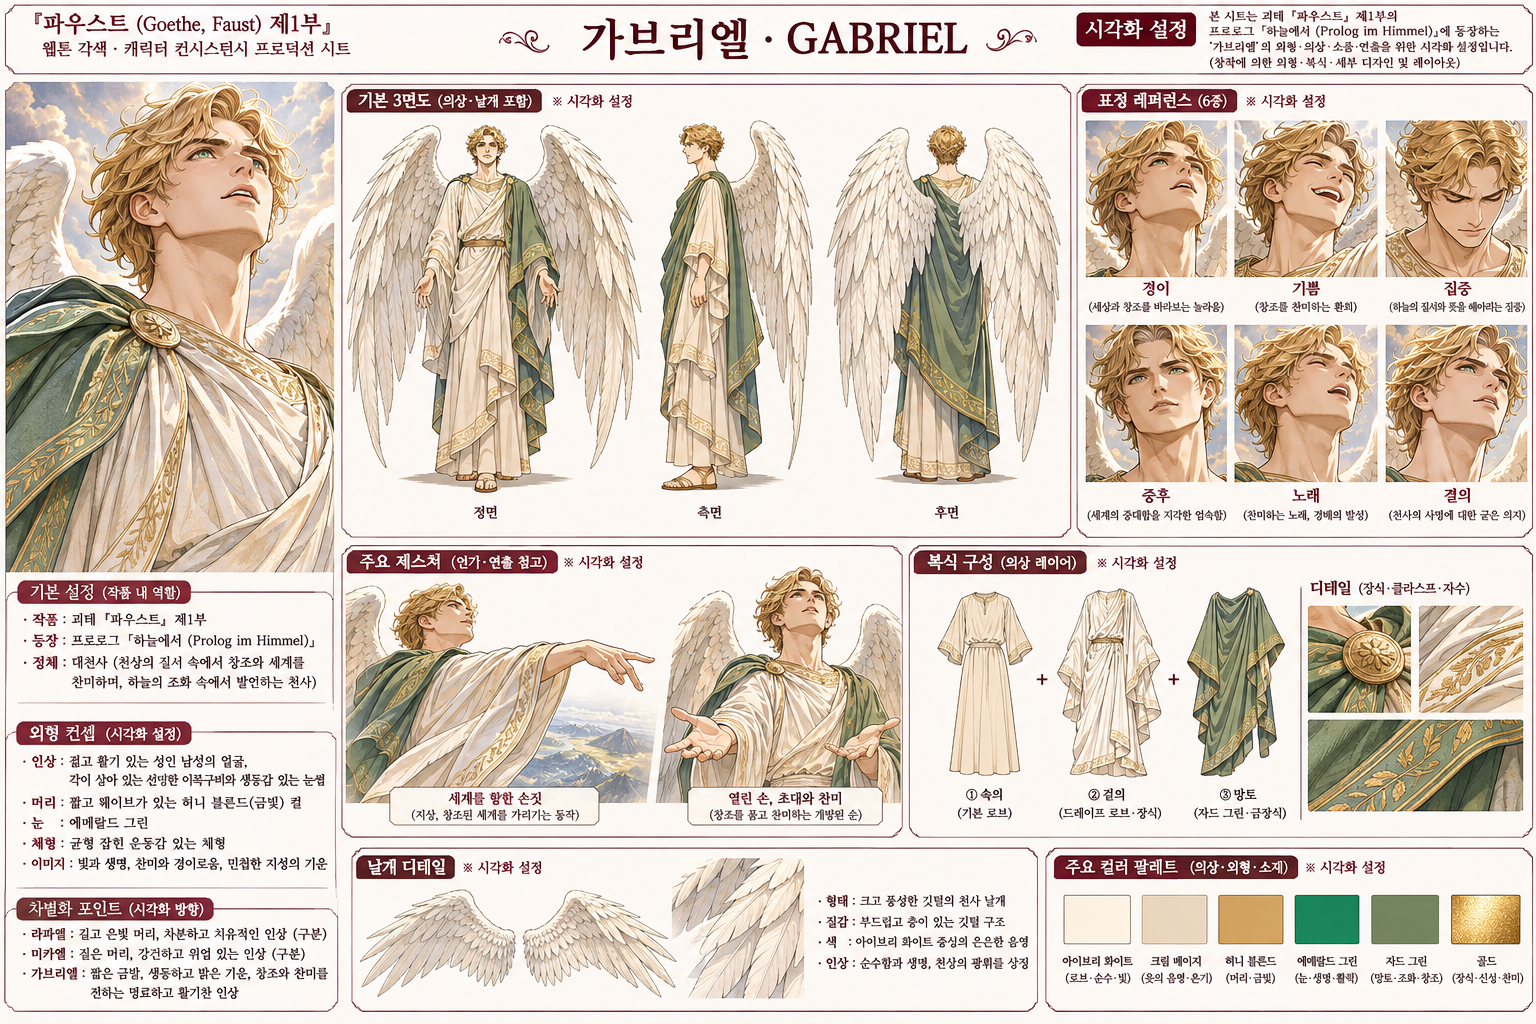 『파우스트 (Goethe, Faust) 제1부』
웹툰 각색 · 캐릭터 컨시스턴시 프로덕션 시트
가브리엘 · GABRIEL
시각화 설정
본 시트는 괴테 『파우스트』 제1부의
프로로그 「하늘에서 (Prolog im Himmel)」에 등장하는
'가브리엘'의 외형·의상·소품·연출을 위한 시각화 설정입니다.
(창작에 의한 외형·복식·세부 디자인 및 레이아웃)
기본 설정 (작품 내 역할)
· 작품 : 괴테 『파우스트』 제1부
· 등장 : 프로로그 「하늘에서 (Prolog im Himmel)」
· 정체 : 대천사 (천상의 질서 속에서 창조와 세계를
찬미하며, 하늘의 조화 속에서 발언하는 천사)
외형 컨셉 (시각화 설정)
· 인상 : 젊고 활기 있는 성인 남성의 얼굴,
각이 살아 있는 선명한 이목구비와 생동감 있는 눈썹
· 머리 : 짧고 웨이브가 있는 허니 블론드(금빛) 컬
· 눈 : 에메랄드 그린
· 체형 : 균형 잡힌 운동감 있는 체형
· 이미지 : 빛과 생명, 찬미와 경이로움, 민첩한 지성의 기운
차별화 포인트 (시각화 방향)
· 라파엘 : 길고 은빛 머리, 차분하고 치유적인 인상 (구분)
· 미카엘 : 짙은 머리, 강건하고 위엄 있는 인상 (구분)
· 가브리엘 : 짧은 금발, 생동하고 밝은 기운, 창조와 찬미를
전하는 명료하고 활기찬 인상
기본 3면도 (의상·날개 포함) ※ 시각화 설정
정면
측면
후면
표정 레퍼런스 (6종) ※ 시각화 설정
경이
(세상과 창조를 바라보는 놀라움)
기쁨
(창조를 찬미하는 환희)
집중
(하늘의 질서와 뜻을 헤아리는 집중)
중후
(세계의 중대함을 지각한 엄숙함)
노래
(찬미하는 노래, 경배의 발성)
결의
(천사의 사명에 대한 굳은 의지)
주요 제스처 (연기·연출 참고) ※ 시각화 설정
세계를 향한 손짓
(지상, 창조된 세계를 가리키는 동작)
열린 손, 초대와 찬미
(창조를 품고 찬미하는 개방된 손)
복식 구성 (의상 레이어) ※ 시각화 설정
+
+
① 속의
(기본 로브)
② 겉의
(드레이프 로브·장식)
③ 망토
(자드 그린·금장식)
디테일 (장식·클라스프·자수)
날개 디테일 ※ 시각화 설정
· 형태 : 크고 풍성한 깃털의 천사 날개
· 질감 : 부드럽고 층이 있는 깃털 구조
· 색 : 아이브리 화이트 중심의 은은한 음영
· 인상 : 순수함과 생명, 천상의 광휘를 상징
주요 컬러 팔레트 (의상·외형·소재) ※ 시각화 설정
아이브리 화이트
(로브·순수·빛)
크림 베이지
(옷의 음영·온기)
허니 블론드
(머리·금빛)
에메랄드 그린
(눈·생명·활력)
자드 그린
(망토·조화·창조)
골드
(장식·신성·찬미)